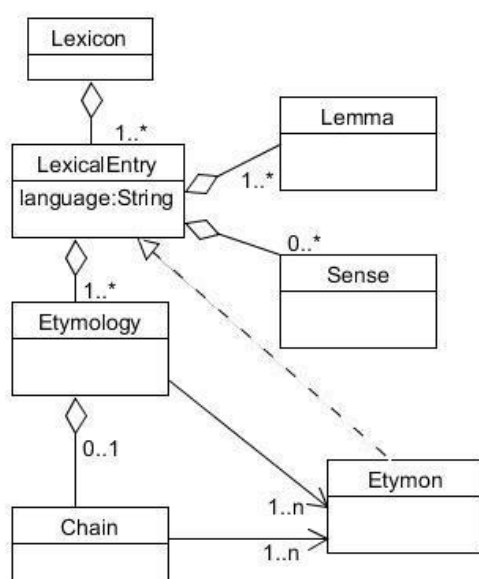 Lexicon
1..*
LexicalEntry
language:String
Lemma
1..*
0..*
Sense
1..*
Etymology
0..1
Etymon
1..n
Chain
1..n